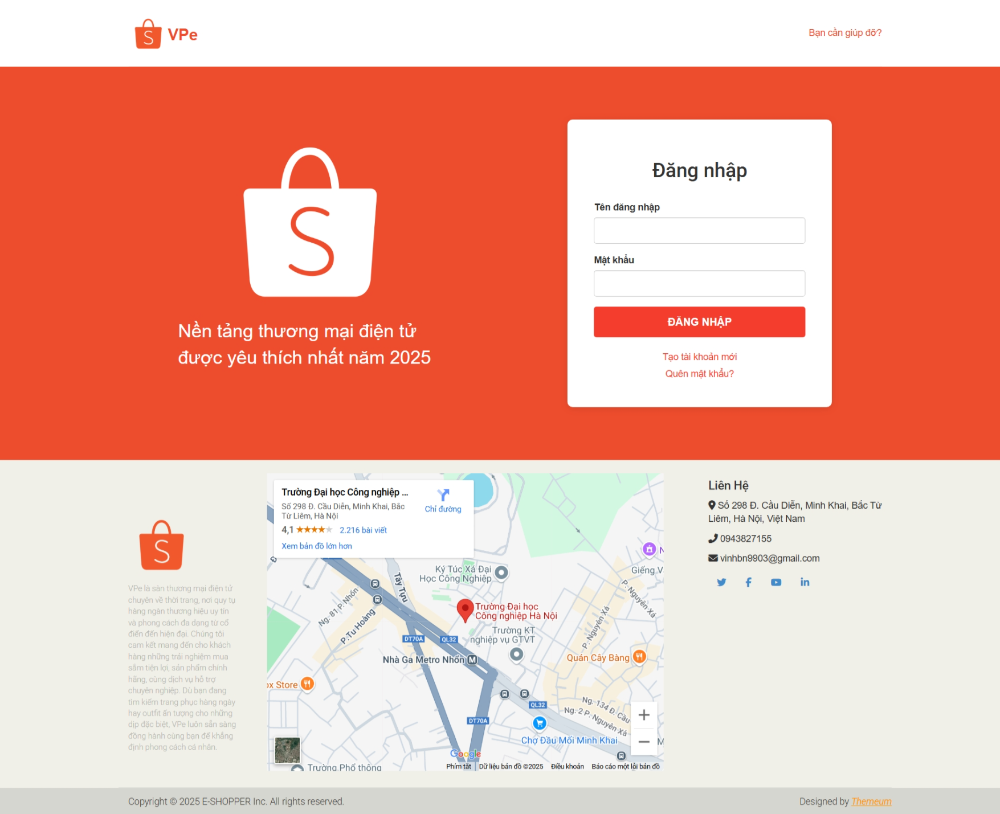 S VPe
Bạn cần giúp đỡ?
S
Nền tảng thương mại điện tử
được yêu thích nhất năm 2025
Đăng nhập
Tên đăng nhập
Mật khẩu
ĐĂNG NHẬP
Tạo tài khoản mới
Quên mật khẩu?
S
VPe là sàn thương mại điện tử
chuyên về thời trang, nơi quy tụ
hàng ngàn thương hiệu uy tín
và phong cách đa dạng từ cổ
điển đến hiện đại. Chúng tôi
cam kết mang đến cho khách
hàng những trải nghiệm mua
sắm tiện lợi, sản phẩm chính
hãng, cùng dịch vụ hỗ trợ
chuyên nghiệp. Dù bạn đang
tìm kiếm trang phục hàng ngày
hay outfit ấn tượng cho những
dịp đặc biệt, VPe luôn sẵn sàng
đồng hành cùng bạn để khẳng
định phong cách cá nhân.
Trường Đại học Công nghiệp ...
Số 298 Đ. Cầu Diễn, Minh Khai, Bắc
Từ Liêm, Hà Nội
4,1 2.216 bài viết
Xem bản đồ lớn hơn
Chỉ đường
Ký Túc Xá Đại
Học Công Nghiệp
Giếng V
Tây Tựu
Ng. 81 P. Nhổn
P. Tu Hoàng
P. Nguyên Xá
P. Nguyên Xá
Trường Đại học
Công nghiệp Hà Nội
Trường KT
nghiệp vụ GTVT
DT70A
QL32
Nhà Ga Metro Nhổn M
Quán Cây Bàng
ox Store
QL32
Ng. 134 Đ. Cầu
Ng. 2 P. Nguyên Xá
DT70A
Chợ Đầu Mối Minh Khai
Google
Trường Phổ thông
Phím tắt
Dữ liệu bản đồ ©2025
Điều khoản
Báo cáo một lỗi bản đồ
Liên Hệ
Số 298 Đ. Cầu Diễn, Minh Khai, Bắc Từ
Liêm, Hà Nội, Việt Nam
0943827155
vinhbn9903@gmail.com
Copyright © 2025 E-SHOPPER Inc. All rights reserved.
Designed by Themeum